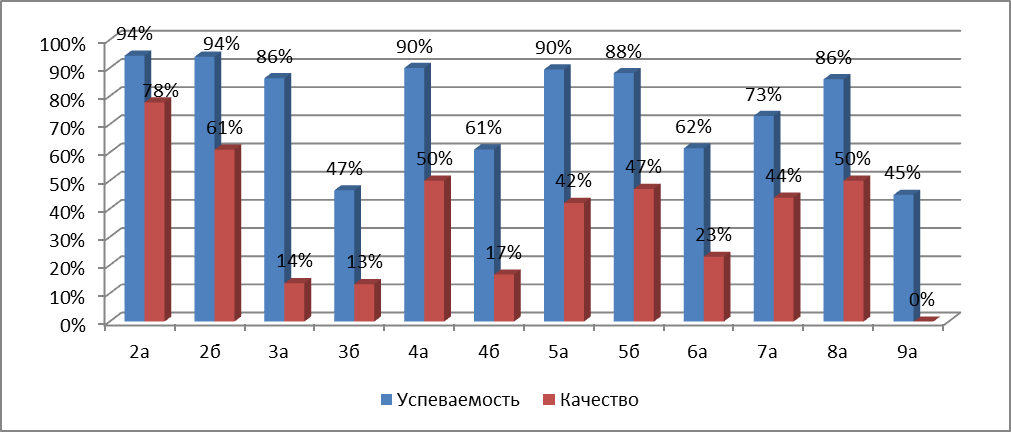 94% 94% 86% 47% 90% 61% 90% 88% 62% 73% 86% 45%
78% 61% 14% 13% 50% 17% 42% 47% 23% 44% 50% 0%
100%
90%
80%
70%
60%
50%
40%
30%
20%
10%
0%
2а 2б 3а 3б 4а 4б 5а 5б 6а 7а 8а 9а
Успеваемость Качество